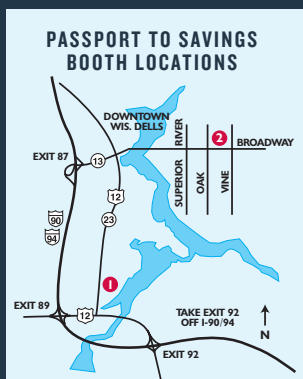 PASSPORT TO SAVINGS
BOOTH LOCATIONS
DOWNTOWN
WIS. DELLS
RIVER
2
BROADWAY
EXIT 87
13
SUPERIOR
OAK
VINE
12
90
94
23
1
EXIT 89
12
TAKE EXIT 92
OFF I-90/94
N
EXIT 92